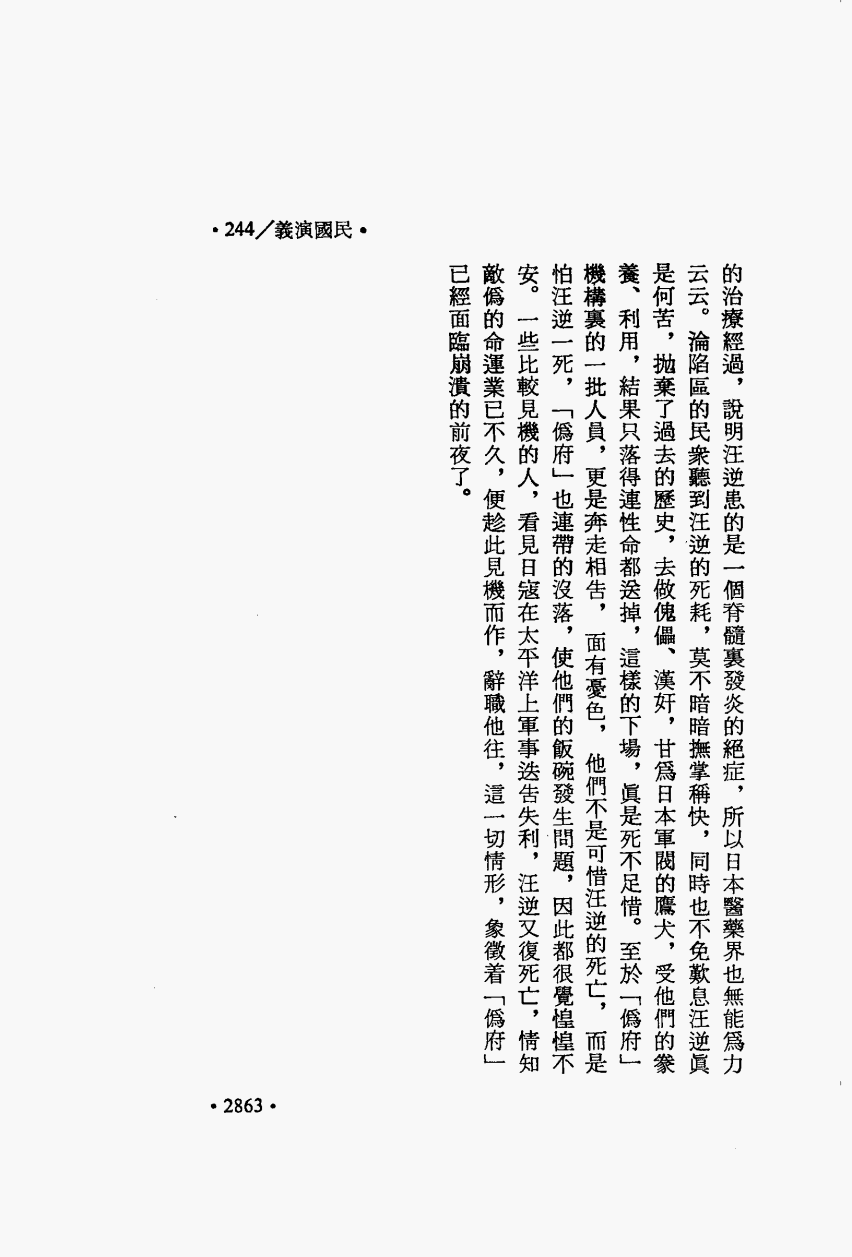 •244／義演國民•
的治療經過，說明汪逆患的是一個脊髓裏發炎的絕症，所以日本醫藥界也無能爲力
云云。淪陷區的民衆聽到汪逆的死耗，莫不暗暗撫掌稱快，同時也不免歎息汪逆眞
是何苦，拋棄了過去的歷史，去做傀儡、漢奸，甘爲日本軍閥的鷹犬，受他們的豢
養、利用，結果只落得連性命都送掉，這樣的下場，眞是死不足惜。至於「僞府」
機構裏的一批人員，更是奔走相告，面有憂色，他們不是可惜汪逆的死亡，而是
怕汪逆一死，「僞府」也連帶的沒落，使他們的飯碗發生問題，因此都很覺惶惶不
安。一些比較見機的人，看見日寇在太平洋上軍事迭告失利，汪逆又復死亡，情知
敵僞的命運業已不久，便趁此見機而作，辭職他往，這一切情形，象徵着「僞府」
已經面臨崩潰的前夜了。
•2863•